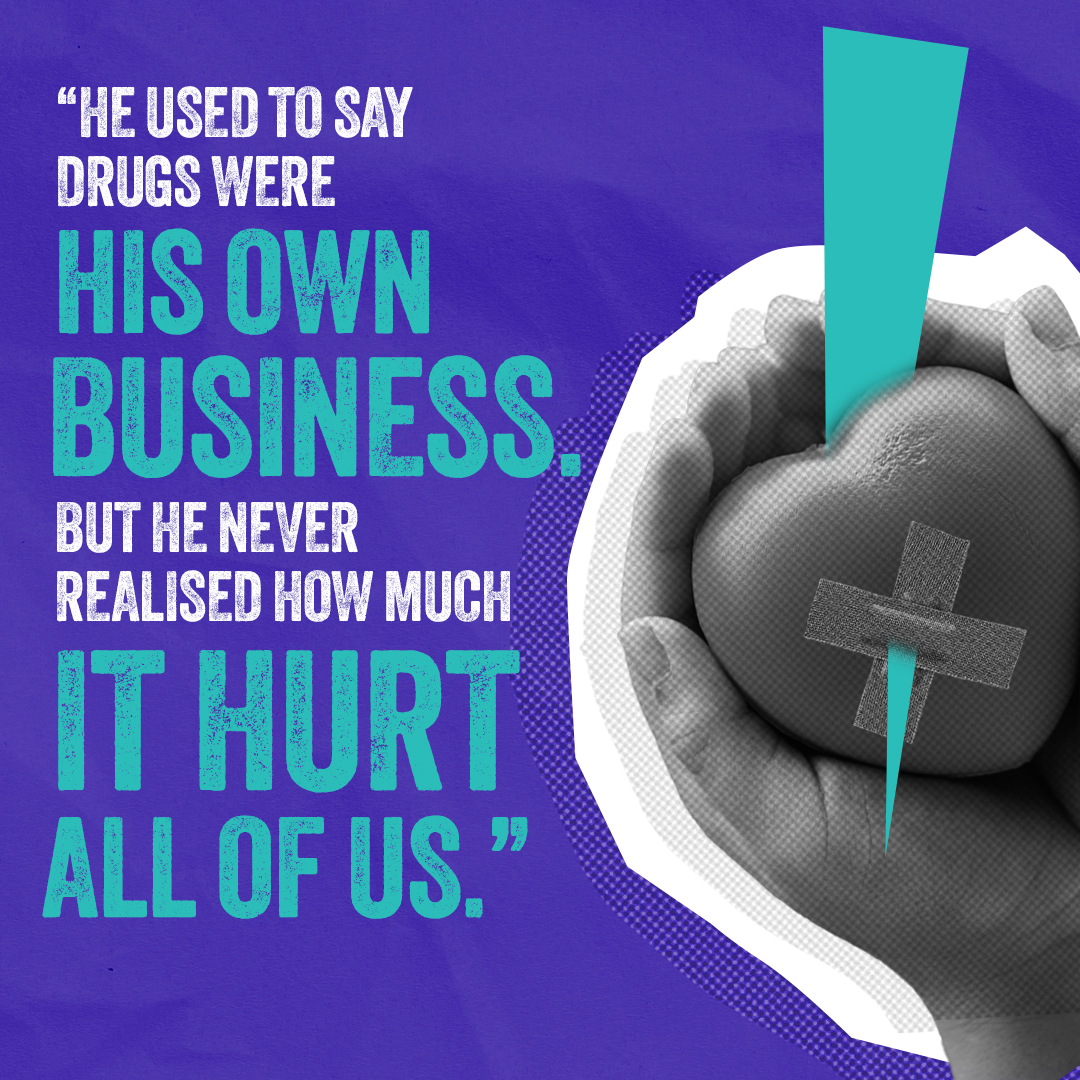 “HE USED TO SAY
DRUGS WERE
HIS OWN
BUSINESS.
BUT HE NEVER
REALISED HOW MUCH
IT HURT
ALL OF US.”